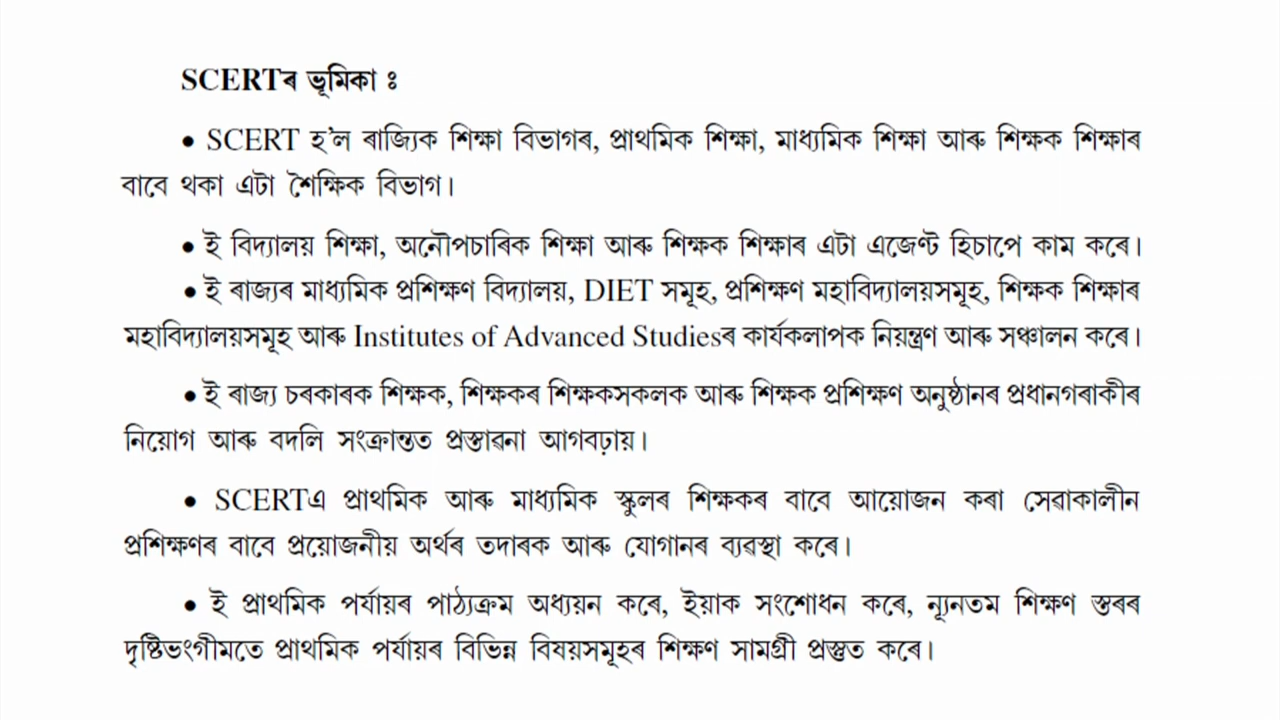 SCERTৰ ভূমিকা ঃ
• SCERT হ'ল ৰাজ্যিক শিক্ষা বিভাগৰ, প্ৰাথমিক শিক্ষা, মাধ্যমিক শিক্ষা আৰু শিক্ষক শিক্ষাৰ
বাবে থকা এটা শৈক্ষিক বিভাগ।
• ই বিদ্যালয় শিক্ষা, অনৌপচাৰিক শিক্ষা আৰু শিক্ষক শিক্ষাৰ এটা এজেণ্ট হিচাপে কাম কৰে।
• ই ৰাজ্যৰ মাধ্যমিক প্ৰশিক্ষণ বিদ্যালয়, DIET সমূহ, প্ৰশিক্ষণ মহাবিদ্যালয়সমূহ, শিক্ষক শিক্ষাৰ
মহাবিদ্যালয়সমূহ আৰু Institutes of Advanced Studiesৰ কাৰ্যকলাপক নিয়ন্ত্ৰণ আৰু সঞ্চালন কৰে।
• ই ৰাজ্য চৰকাৰক শিক্ষক, শিক্ষকৰ শিক্ষকসকলক আৰু শিক্ষক প্ৰশিক্ষণ অনুষ্ঠানৰ প্ৰধানগৰাকীৰ
নিয়োগ আৰু বদলি সংক্ৰান্তত প্ৰস্তাৱনা আগবঢ়ায়।
• SCERTএ প্ৰাথমিক আৰু মাধ্যমিক স্কুলৰ শিক্ষকৰ বাবে আয়োজন কৰা সেৱাকালীন
প্ৰশিক্ষণৰ বাবে প্ৰয়োজনীয় অৰ্থৰ তদাৰক আৰু যোগানৰ ব্যৱস্থা কৰে।
• ই প্ৰাথমিক পৰ্যায়ৰ পাঠ্যক্ৰম অধ্যয়ন কৰে, ইয়াক সংশোধন কৰে, ন্যূনতম শিক্ষণ স্তৰৰ
দৃষ্টিভংগীমতে প্ৰাথমিক পৰ্যায়ৰ বিভিন্ন বিষয়সমূহৰ শিক্ষণ সামগ্ৰী প্ৰস্তুত কৰে।